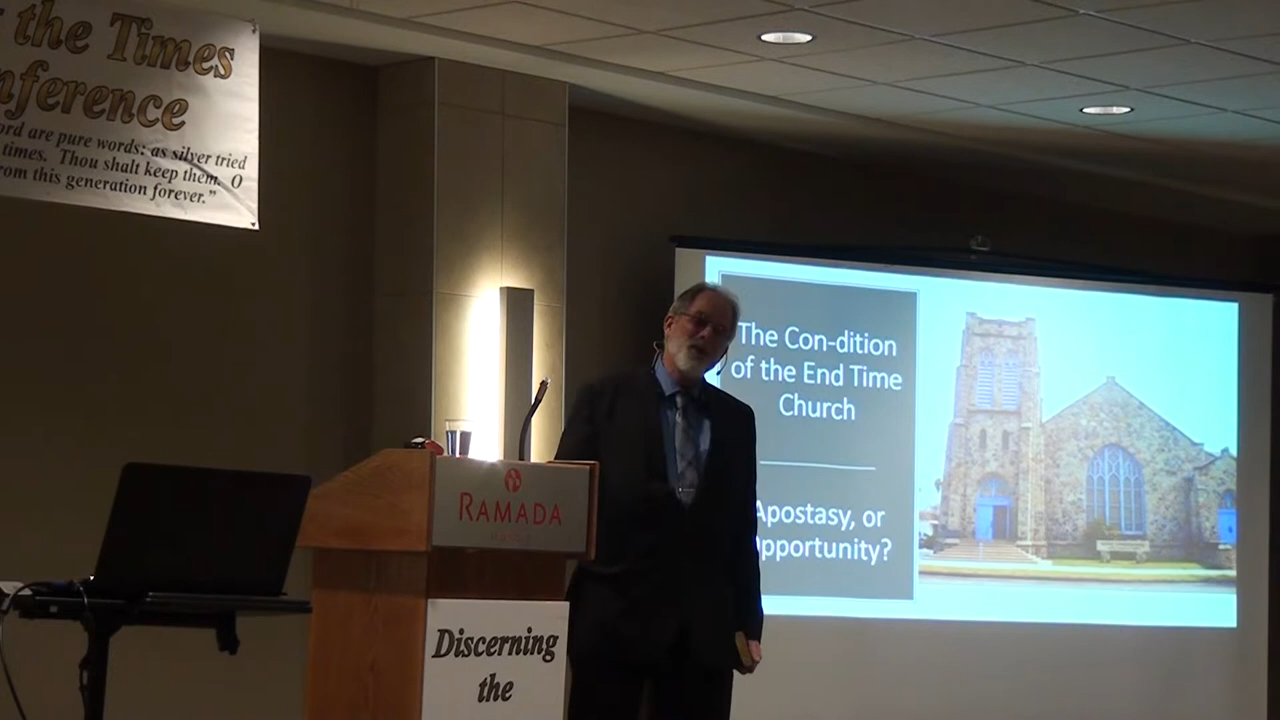 the Times
nference
ord are pure words: as silver tried
times. Thou shalt keep them, O
rom this generation forever."
The Con-dition
of the End Time
Church
Apostasy, or
pportunity?
RAMADA
Discerning
the